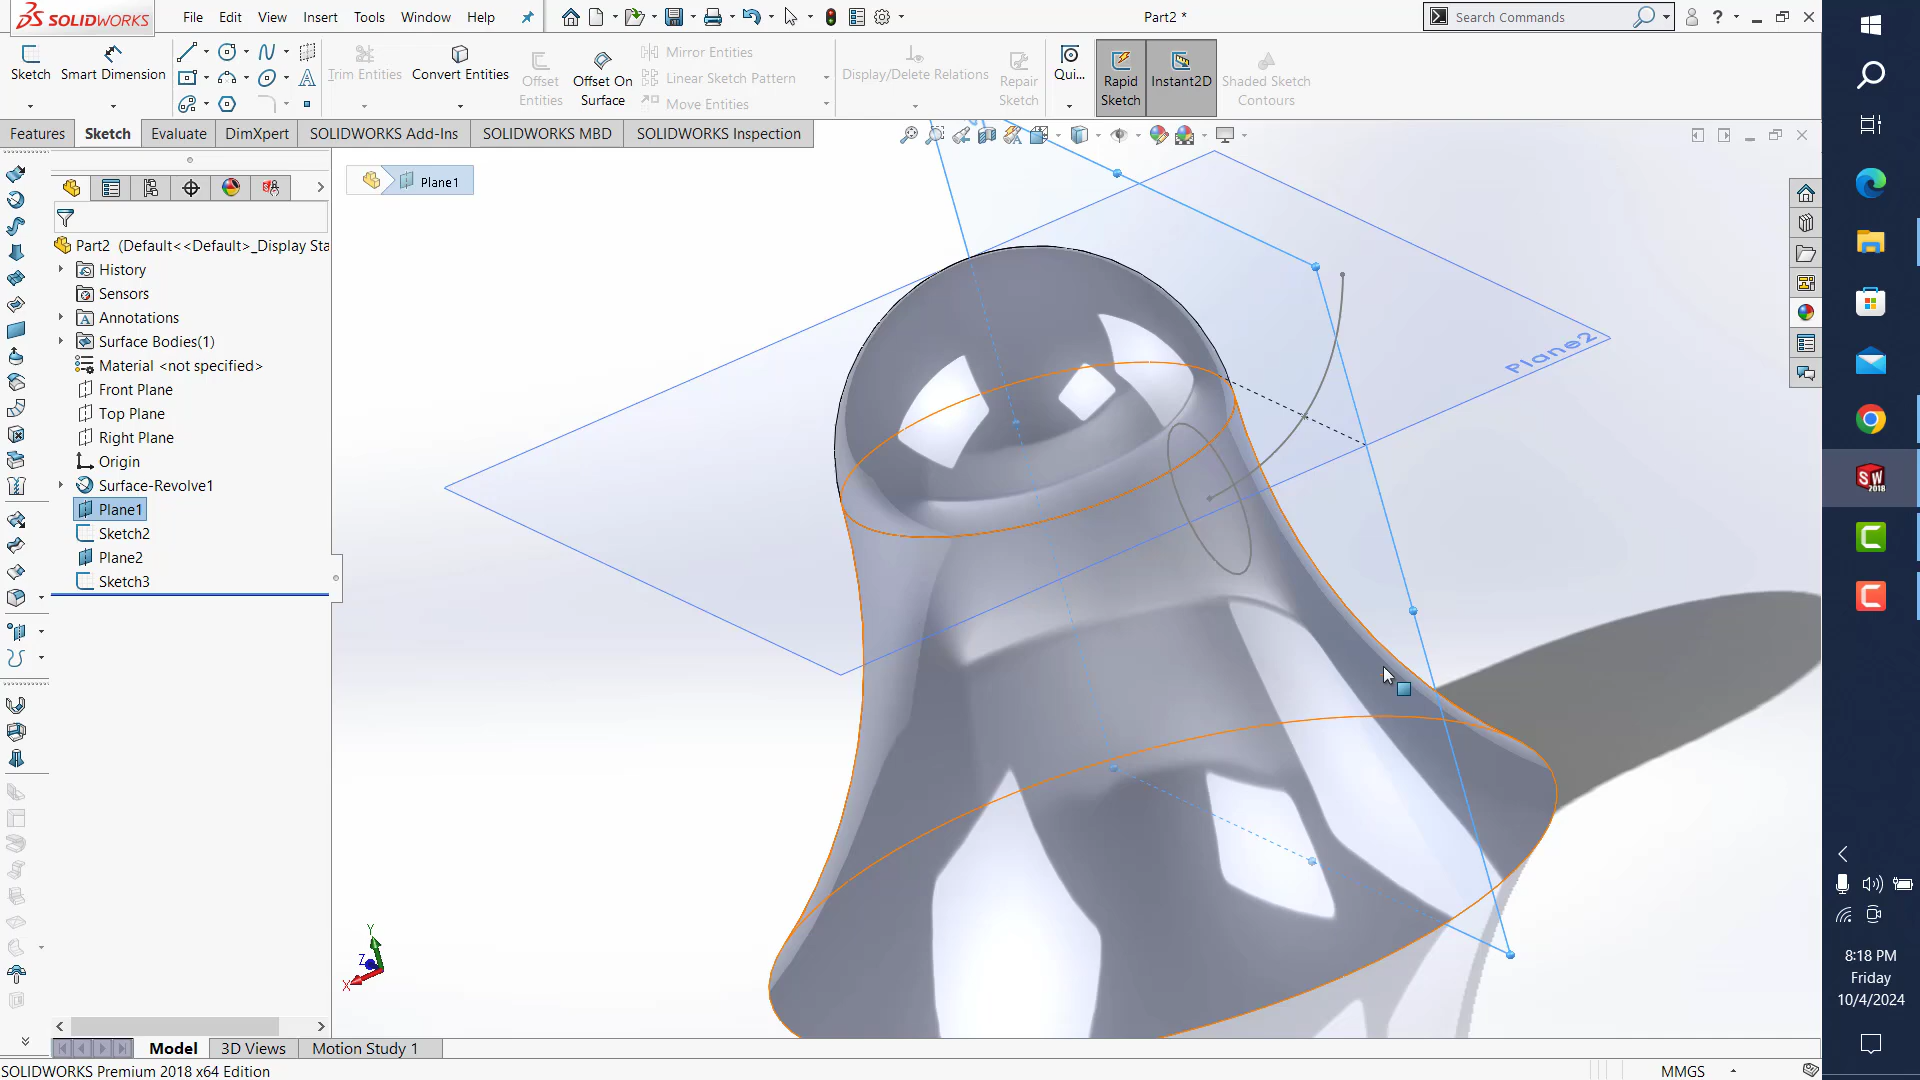 SOLIDWORKS File Edit View Insert Tools Window Help Part2 * Search Commands
Sketch Smart Dimension Trim Entities Convert Entities Offset Entities Offset On Surface Mirror Entities Linear Sketch Pattern Move Entities Display/Delete Relations Repair Sketch Qui... Rapid Sketch Instant2D Shaded Sketch Contours
Features Sketch Evaluate DimXpert SOLIDWORKS Add-Ins SOLIDWORKS MBD SOLIDWORKS Inspection
Plane1
Part2 (Default<<Default>_Display Sta
History
Sensors
Annotations
Surface Bodies(1)
Material <not specified>
Front Plane
Top Plane
Right Plane
Origin
Surface-Revolve1
Plane1
Sketch2
Plane2
Sketch3
Plane2
Y
Z
X
SW
2018
8:18 PM
Friday
10/4/2024
Model 3D Views Motion Study 1
SOLIDWORKS Premium 2018 x64 Edition MMGS